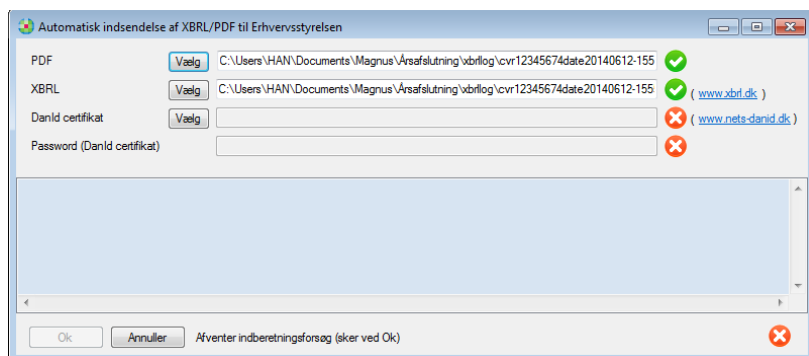 Automatisk indsendelse af XBRL/PDF til Erhvervsstyrelsen
PDF Vælg C:\Users\HAN\Documents\Magnus\Årsafslutning\xbrllog\cvr12345674date20140612-155
XBRL Vælg C:\Users\HAN\Documents\Magnus\Årsafslutning\xbrllog\cvr12345674date20140612-155 ( www.xbrl.dk )
DanId certifikat Vælg ( www.nets-danid.dk )
Password (DanId certifikat)
Ok Annuller Afventer indberetningforsøg (sker ved Ok)